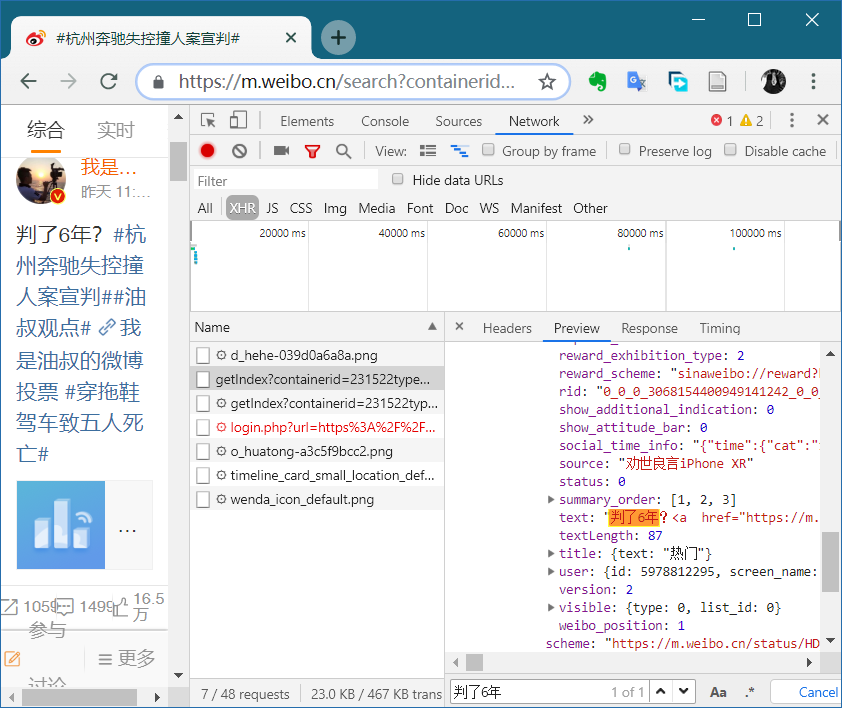 #杭州奔驰失控撞人案宣判#
https://m.weibo.cn/search?containerid...
综合 实时
我是...
昨天 11:...
判了6年？#杭
州奔驰失控撞
人案宣判##油
叔观点# 我
是油叔的微博
投票 #穿拖鞋
驾车致五人死
亡#
...
1059 1499 16.5
万
参与
更多
讨论
Elements Console Sources Network » 1 2
View: Group by frame Preserve log Disable cache
Filter Hide data URLs
All XHR JS CSS Img Media Font Doc WS Manifest Other
20000 ms 40000 ms 60000 ms 80000 ms 100000 ms
Name
d_hehe-039d0a6a8a.png
getIndex?containerid=231522type...
getIndex?containerid=231522typ...
login.php?url=https%3A%2F%2F...
o_huatong-a3c5f9bcc2.png
timeline_card_small_location_def...
wenda_icon_default.png
7 / 48 requests 23.0 KB / 467 KB trans
Headers Preview Response Timing
reward_exhibition_type: 2
reward_scheme: "sinaweibo://reward?
rid: "0_0_0_3068154400949141242_0_0_
show_additional_indication: 0
show_attitude_bar: 0
social_time_info: "{"time":{"cat":"
source: "劝世良言iPhone XR"
status: 0
summary_order: [1, 2, 3]
text: "判了6年？<a href="https://m.
textLength: 87
title: {text: "热门"}
user: {id: 5978812295, screen_name:
version: 2
visible: {type: 0, list_id: 0}
weibo_position: 1
scheme: "https://m.weibo.cn/status/HD
判了6年 1 of 1 Aa .* Cancel